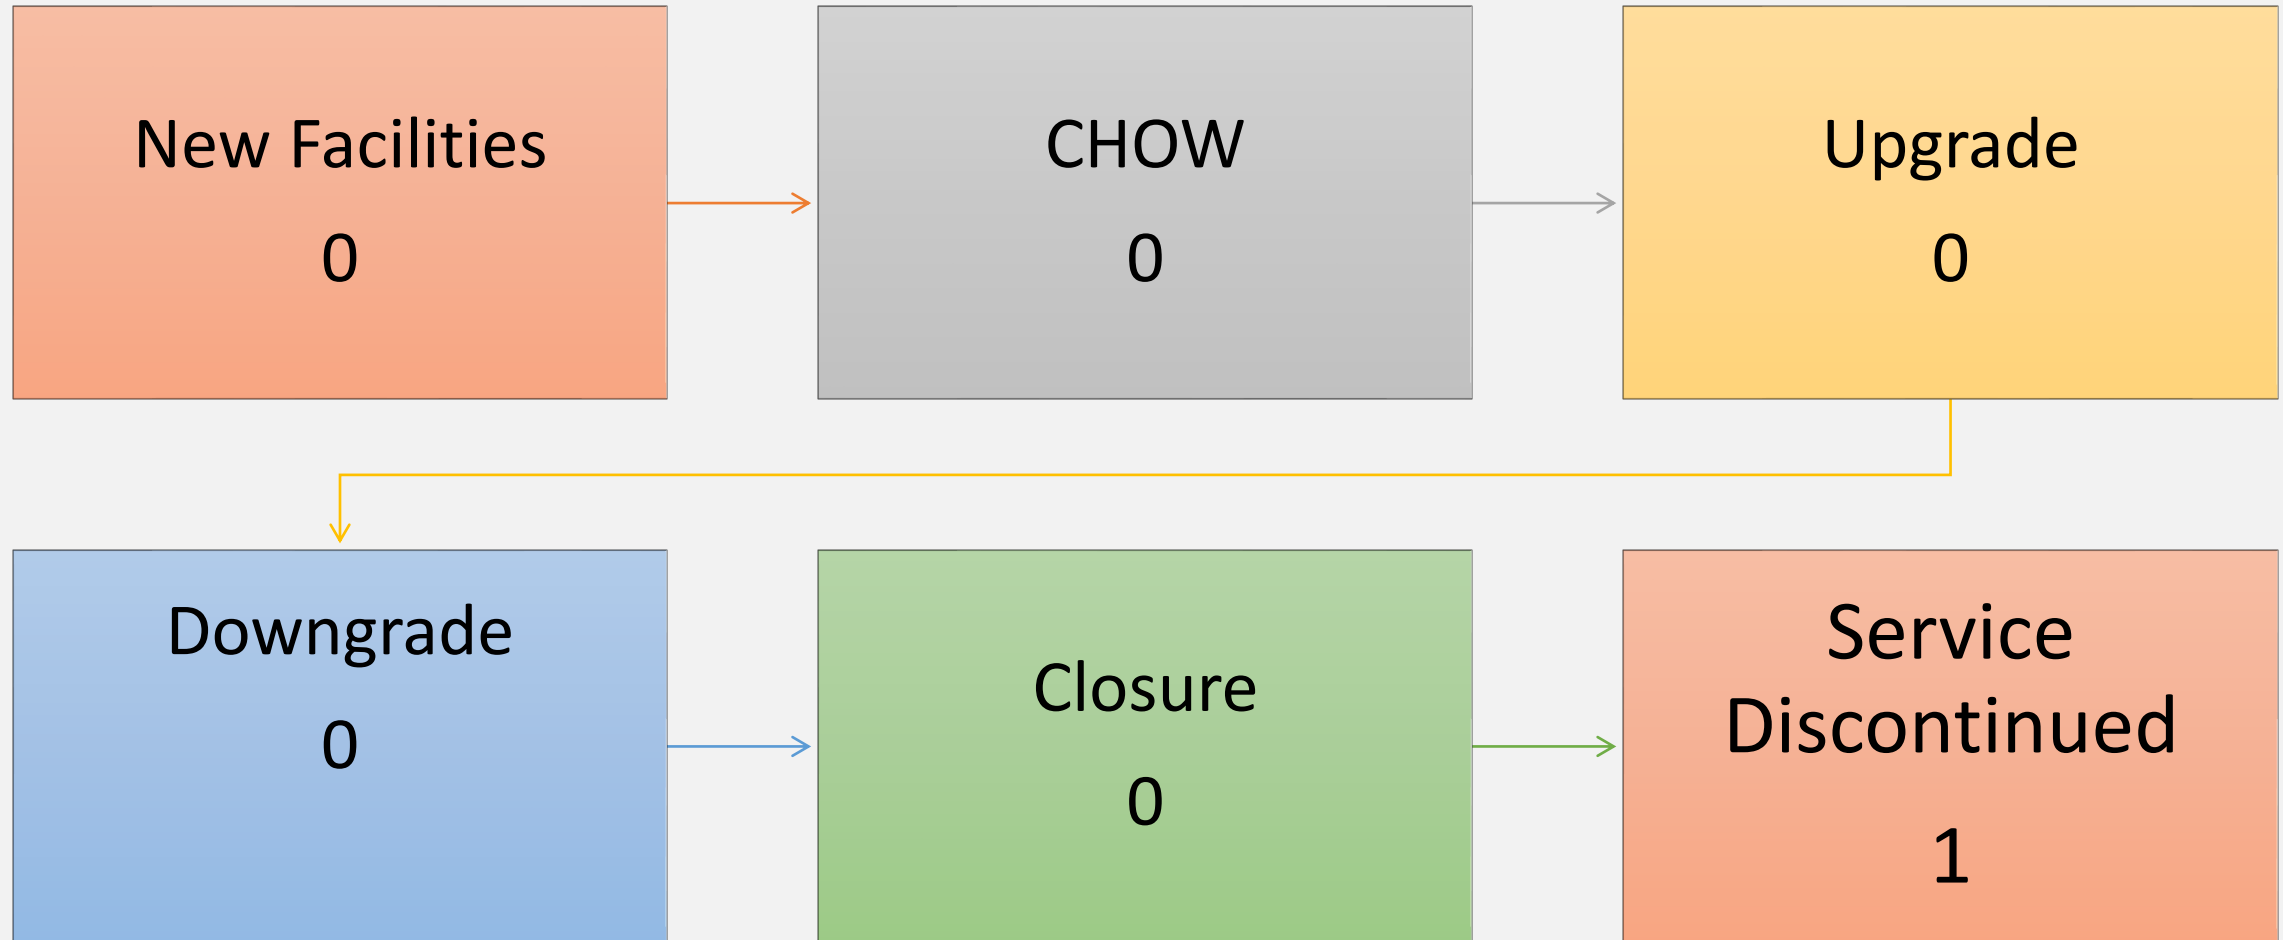 New Facilities
0
CHOW
0
Upgrade
0
Downgrade
0
Closure
0
Service
Discontinued
1